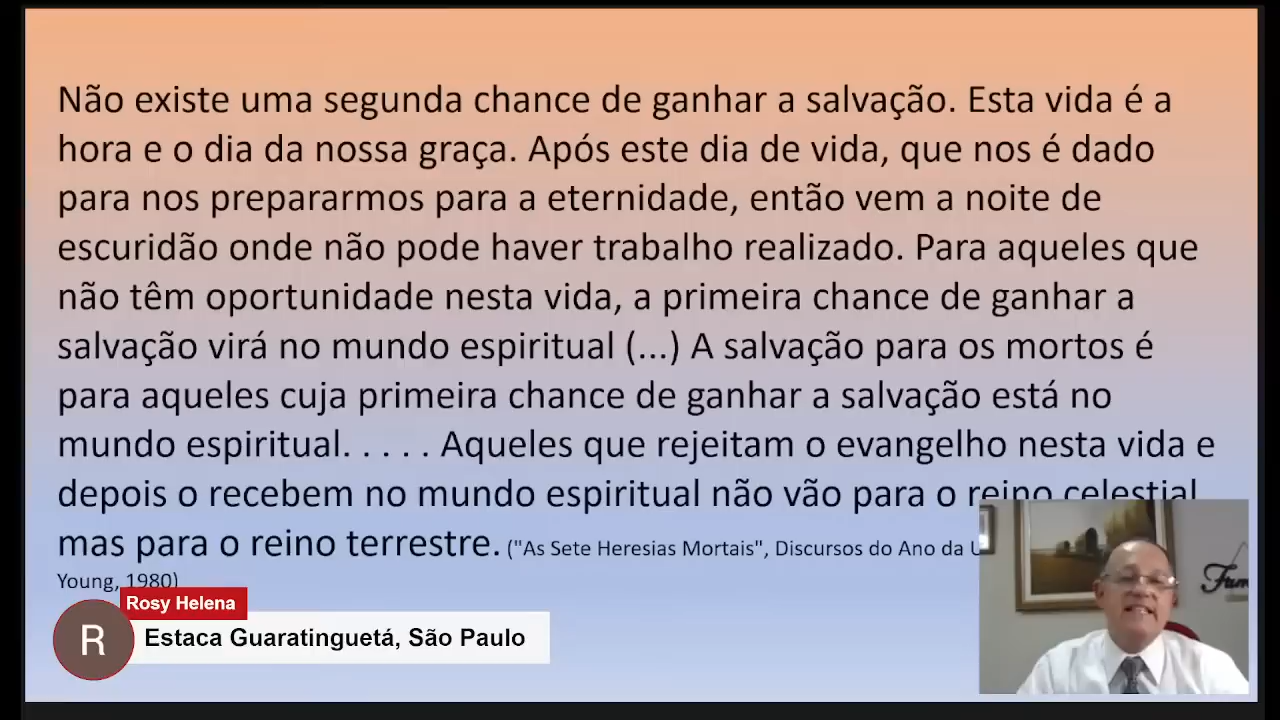 Não existe uma segunda chance de ganhar a salvação. Esta vida é a
hora e o dia da nossa graça. Após este dia de vida, que nos é dado
para nos prepararmos para a eternidade, então vem a noite de
escuridão onde não pode haver trabalho realizado. Para aqueles que
não têm oportunidade nesta vida, a primeira chance de ganhar a
salvação virá no mundo espiritual (...) A salvação para os mortos é
para aqueles cuja primeira chance de ganhar a salvação está no
mundo espiritual. . . . . Aqueles que rejeitam o evangelho nesta vida e
depois o recebem no mundo espiritual não vão para o reino celestial
mas para o reino terrestre. ("As Sete Heresias Mortais", Discursos do Ano da
Young, 1980)
Rosy Helena
R
Estaca Guaratinguetá, São Paulo